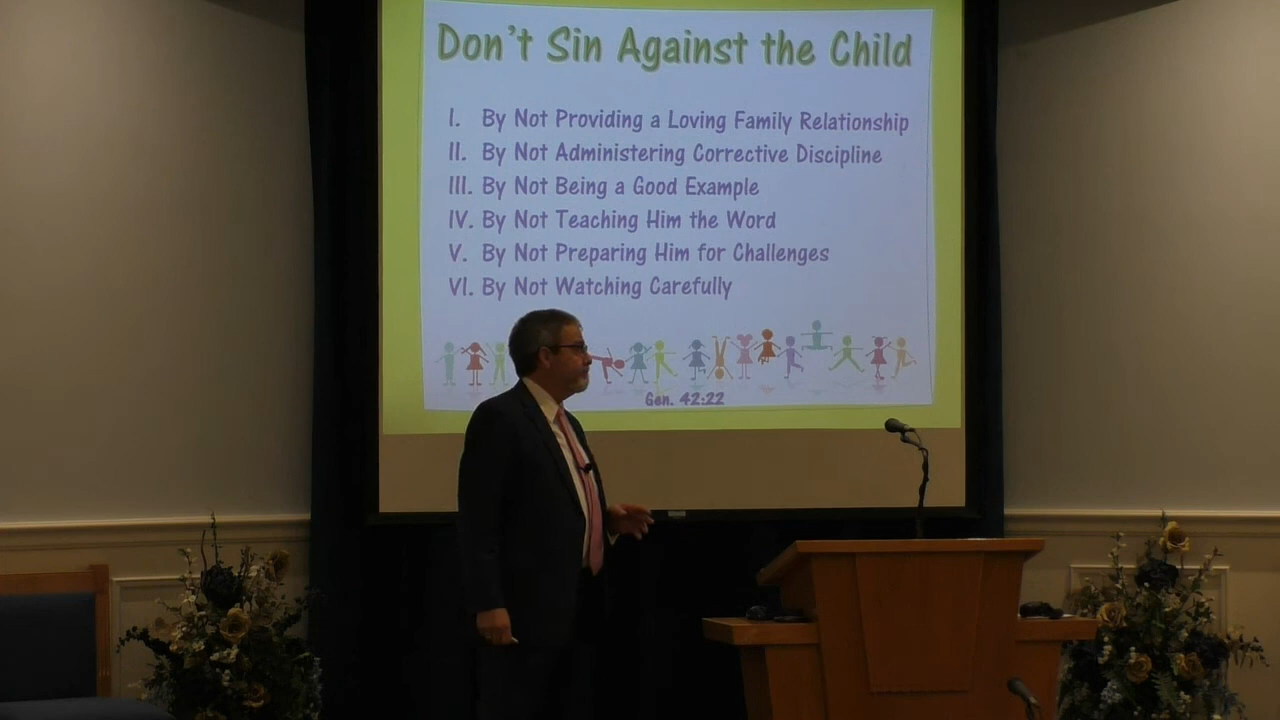 Don't Sin Against the Child
I. By Not Providing a Loving Family Relationship
II. By Not Administering Corrective Discipline
III. By Not Being a Good Example
IV. By Not Teaching Him the Word
V. By Not Preparing Him for Challenges
VI. By Not Watching Carefully
Gen. 42:22